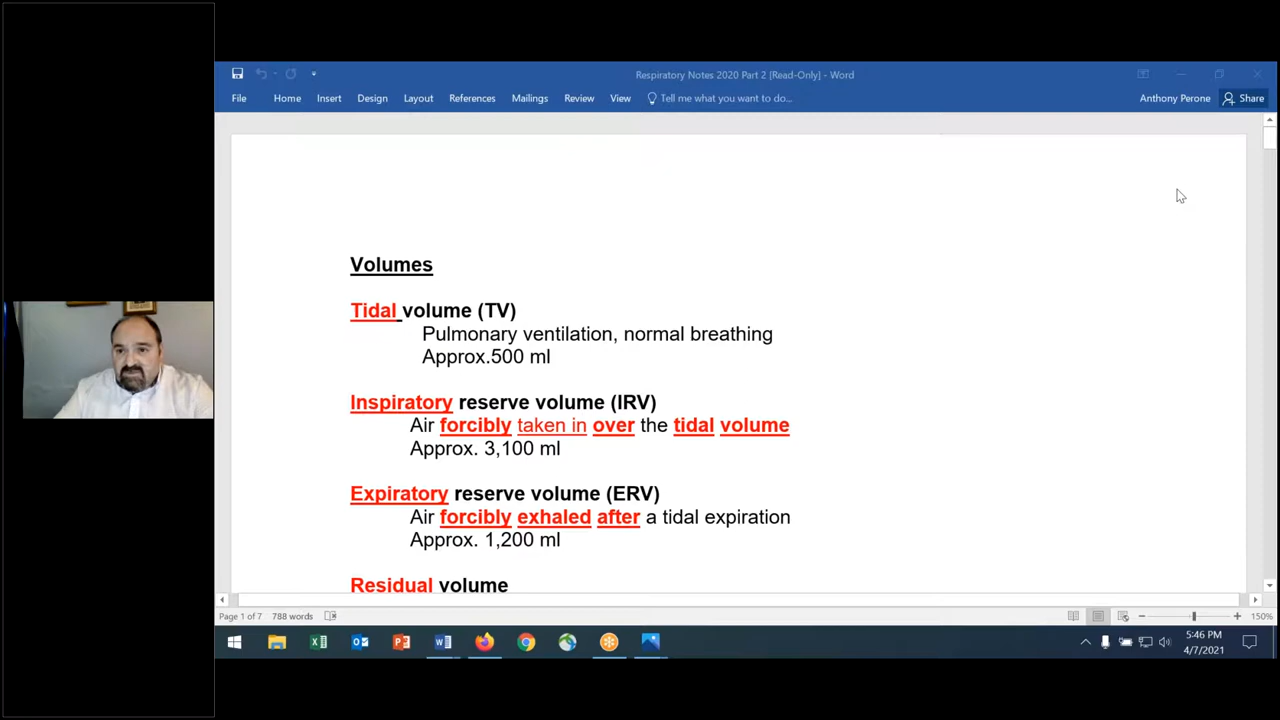 Respiratory Notes 2020 Part 2 [Read-Only] - Word
File Home Insert Design Layout References Mailings Review View Tell me what you want to do... Anthony Perone Share
Volumes
Tidal volume (TV)
Pulmonary ventilation, normal breathing
Approx.500 ml
Inspiratory reserve volume (IRV)
Air forcibly taken in over the tidal volume
Approx. 3,100 ml
Expiratory reserve volume (ERV)
Air forcibly exhaled after a tidal expiration
Approx. 1,200 ml
Residual volume
Page 1 of 7 788 words 150%
5:46 PM
4/7/2021